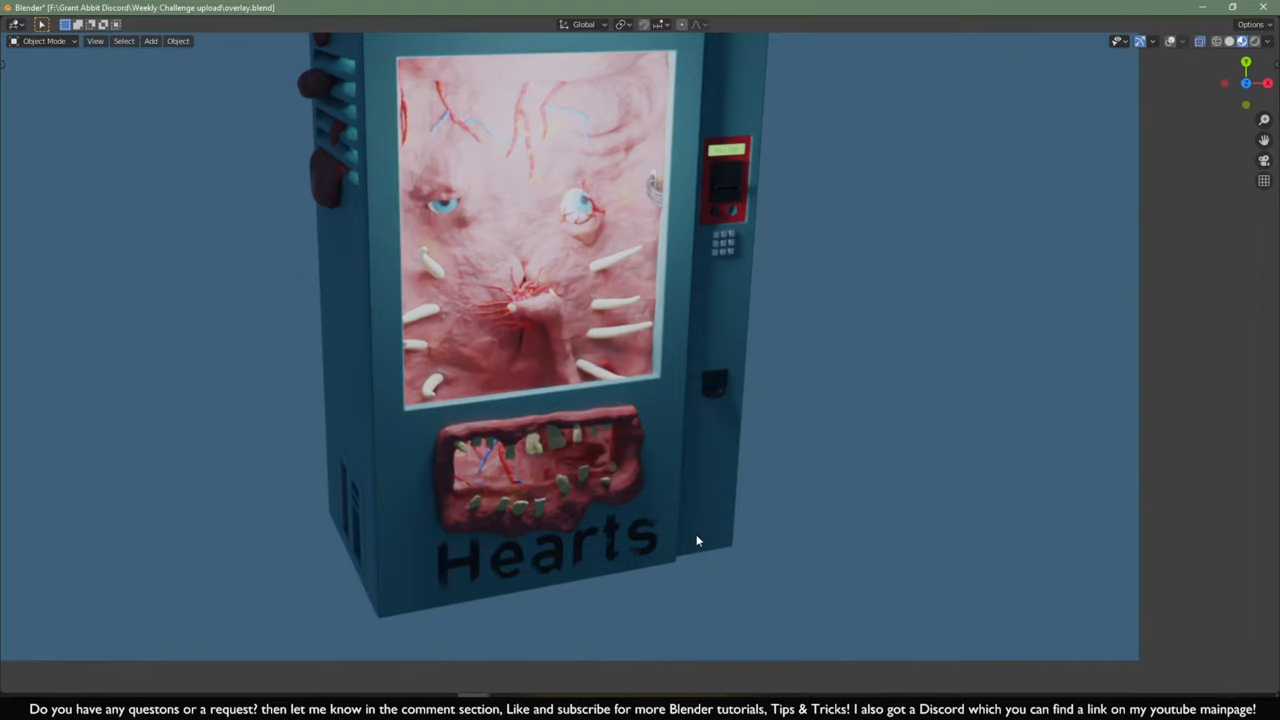 Blender* [F:\Grant Abbit Discord\Weekly Challenge upload\overlay.blend]
Global
Options
Object Mode View Select Add Object
Y
Z X
Hearts
Do you have any questons or a request? then let me know in the comment section, Like and subscribe for more Blender tutorials, Tips & Tricks! I also got a Discord which you can find a link on my youtube mainpage!